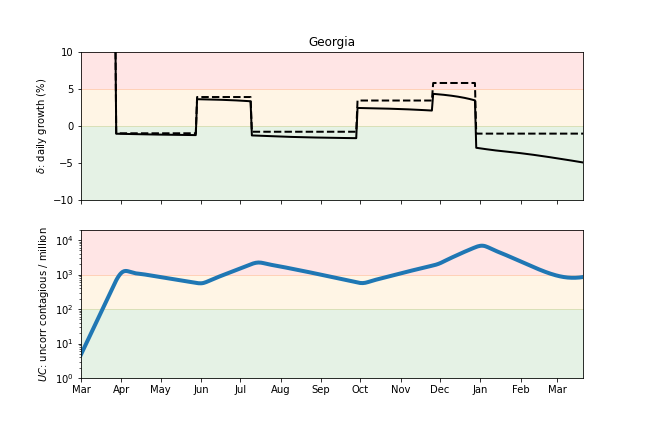 Georgia
δ: daily growth (%)
10
5
0
−5
−10
UC: uncorr contagious / million
10⁴
10³
10²
10¹
10⁰
Mar Apr May Jun Jul Aug Sep Oct Nov Dec Jan Feb Mar